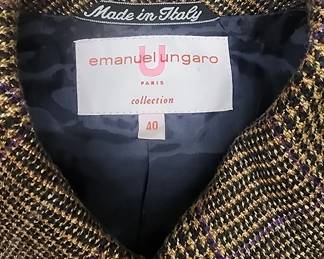 Made in Italy
emanuel ungaro
U
PARIS
collection
40